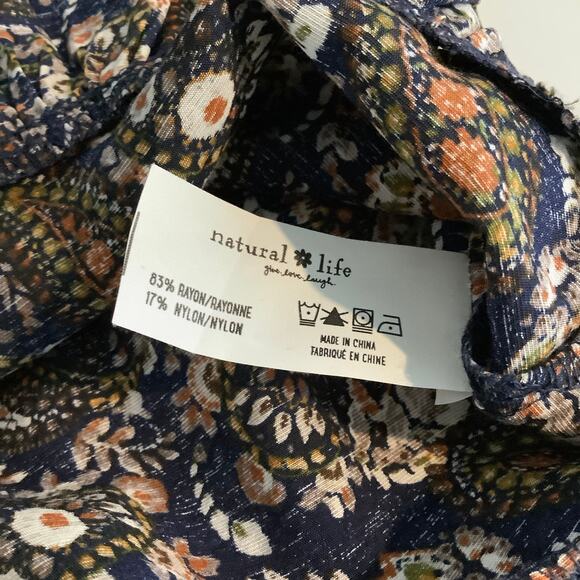 natural life
give.love.laugh.
83% RAYON/RAYONNE
17% NYLON/NYLON
MADE IN CHINA
FABRIQUÉ EN CHINE